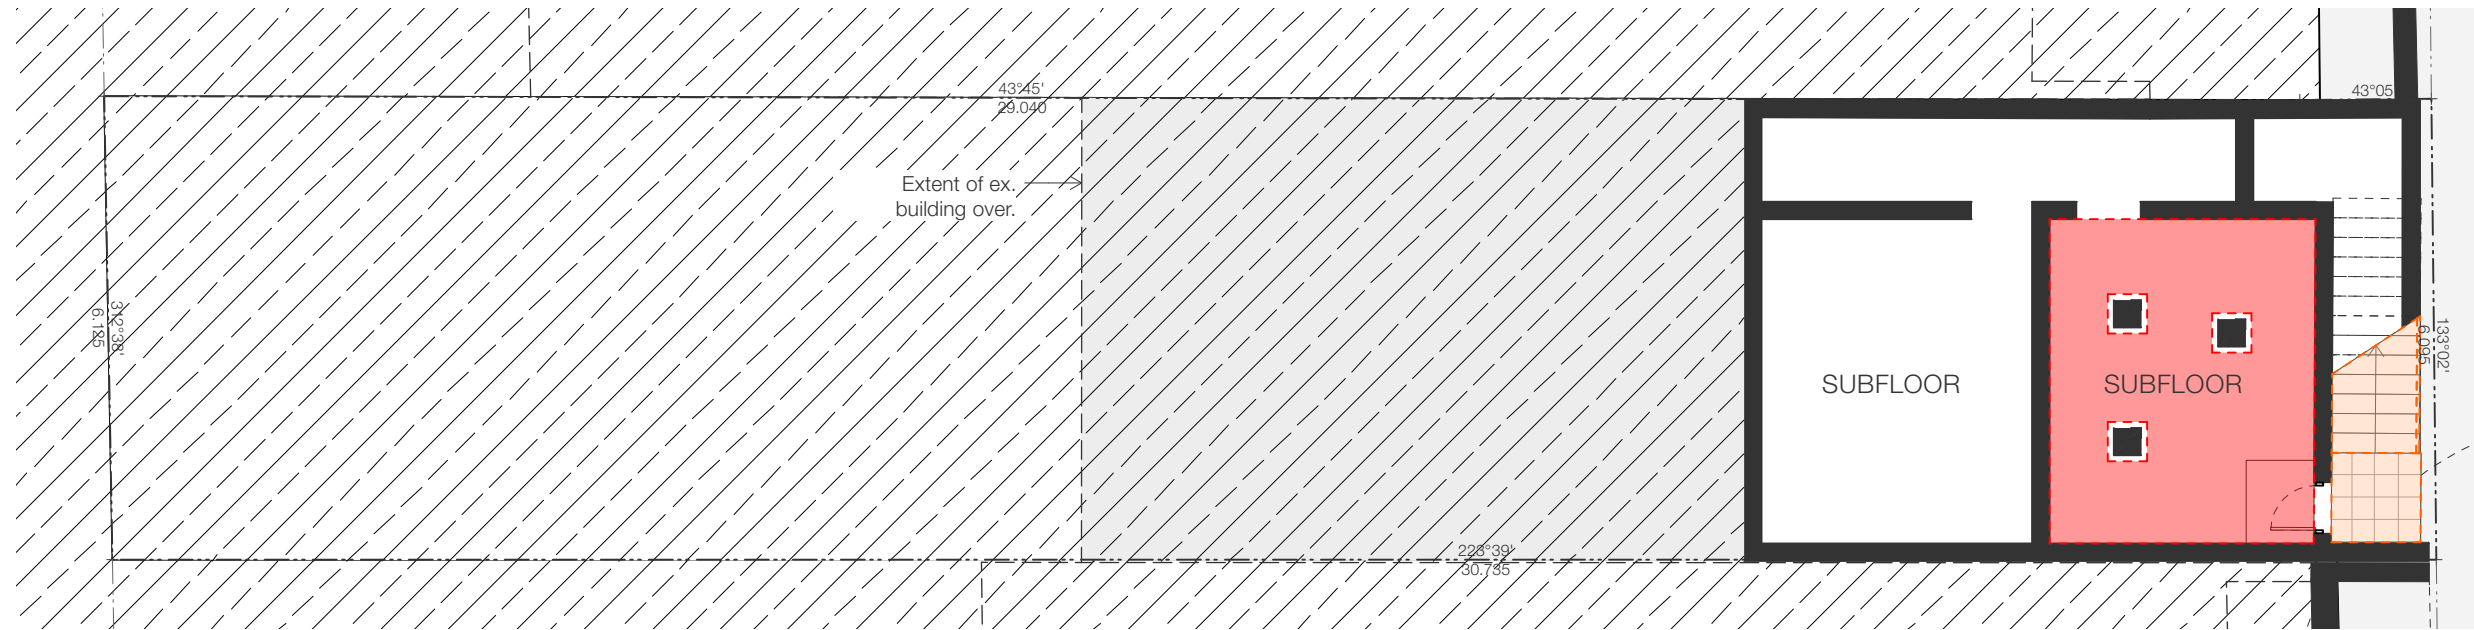 43°45'
29.040
43°05
Extent of ex.
building over.
312°38'
6.125
133°02'
6.095
SUBFLOOR
SUBFLOOR
223°39'
30.735